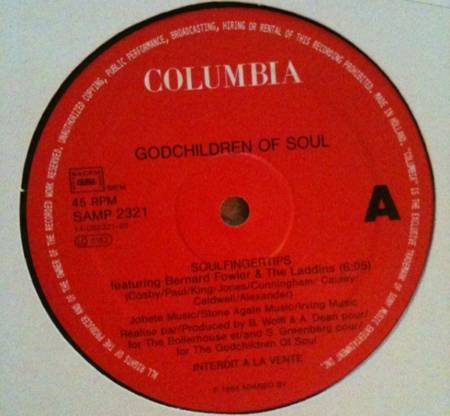 UNAUTHORIZED COPYING, PUBLIC PERFORMANCE, BROADCASTING, HIRING OR RENTAL OF THIS RECORDING PROHIBITED. MADE IN HOLLAND. "COLUMBIA" IS THE EXCLUSIVE TRADEMARK OF SONY MUSIC ENTERTAINMENT INC.
ALL RIGHTS OF THE PRODUCER AND OF THE OWNER OF THE RECORDED WORK RESERVED.
COLUMBIA
GODCHILDREN OF SOUL
45 RPM
SAMP 2321
A
SOULFINGERTIPS
featuring Bernard Fowler & The Laddins (6:05)
(Cosby/Paul/King/Jones/Cunningham/Cauley/
Caldwell/Alexander)
Jobete Music/Stone Agate Music/Irving Music
Réalisé par/Produced by B. Wolff & A. Dean pour/
for The Boilerhouse et/and S. Greenberg pour/
for The Godchildren Of Soul
INTERDIT A LA VENTE